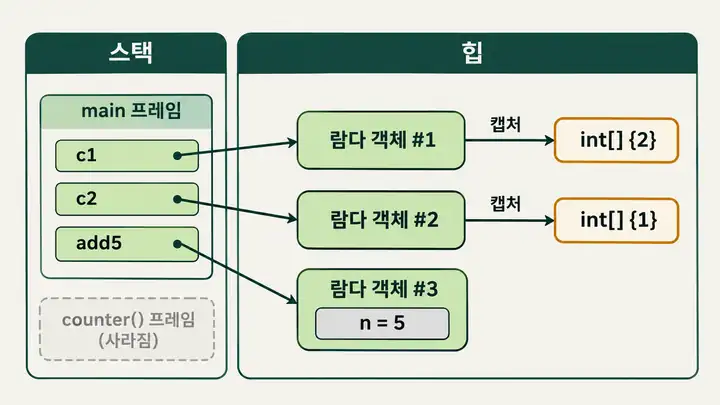 스택
main 프레임
c1
c2
add5
counter() 프레임
(사라짐)
힙
람다 객체 #1
캡처
int[] {2}
람다 객체 #2
캡처
int[] {1}
람다 객체 #3
n = 5